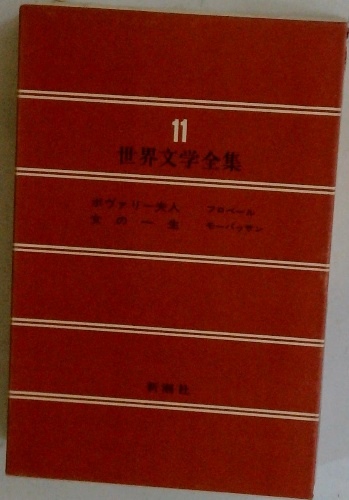 11
世界文学全集
ボヴァリー夫人 フロベール
女の一生 モーパッサン
新潮社